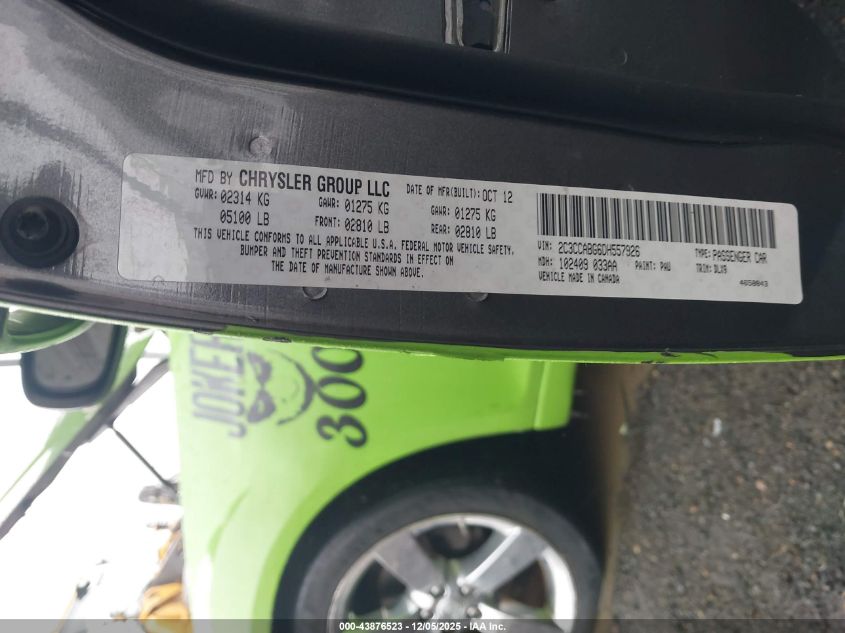 MFD BY CHRYSLER GROUP LLC DATE OF MFR(BUILT): OCT 12
GVWR: 02314 KG GAWR: 01275 KG GAWR: 01275 KG
05100 LB FRONT: 02810 LB REAR: 02810 LB
THIS VEHICLE CONFORMS TO ALL APPLICABLE U.S.A. FEDERAL MOTOR VEHICLE SAFETY,
BUMPER AND THEFT PREVENTION STANDARDS IN EFFECT ON
THE DATE OF MANUFACTURE SHOWN ABOVE.
VIN: 2C3CCABG6DH557926 TYPE: PASSENGER CAR
MDH: 102409 033AA PAINT: PAU TRIM: DLX9
VEHICLE MADE IN CANADA 4650843
JOKER
300
000-43876523 - 12/05/2025 - IAA Inc.